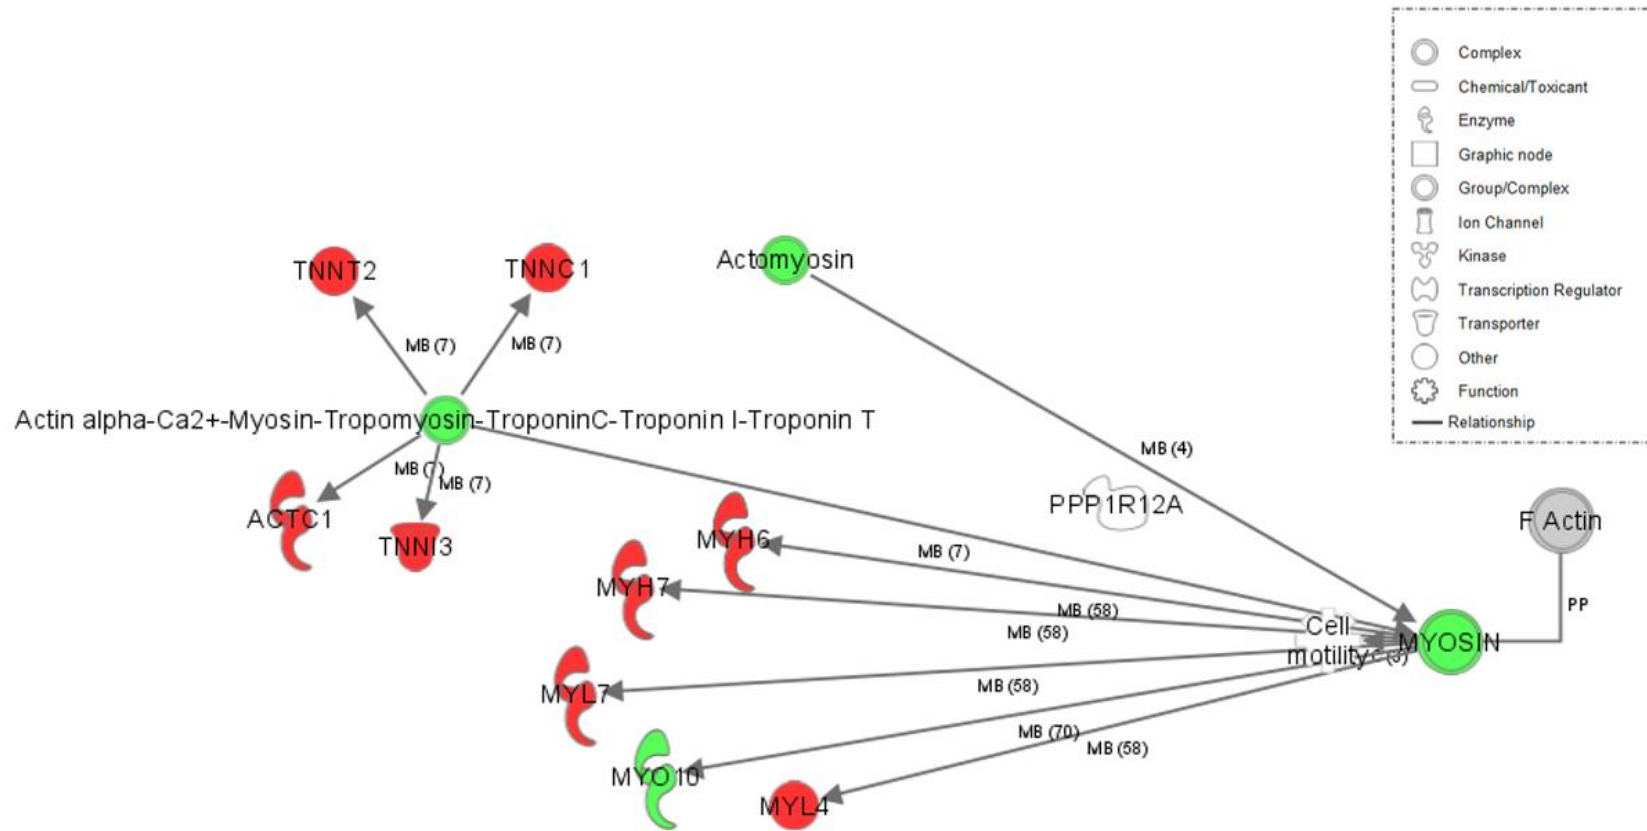 Complex
Chemical/Toxicant
Enzyme
Graphic node
Group/Complex
Ion Channel
Kinase
Transcription Regulator
Transporter
Other
Function
Relationship
TNNT2
TNNC1
Actomyosin
MB (7)
MB (7)
Actin alpha-Ca2+-Myosin-Tropomyosin-TroponinC-Troponin I-Troponin T
MB (4)
MB
MB (7)
ACTC1
TNNI3
PPP1R12A
F Actin
MYH6
MB (7)
MYH7
MB (58)
MB (58)
PP
Cell
motility
MYOSIN
MYL7
MB (58)
MB (70)
MB (58)
MYO10
MYL4